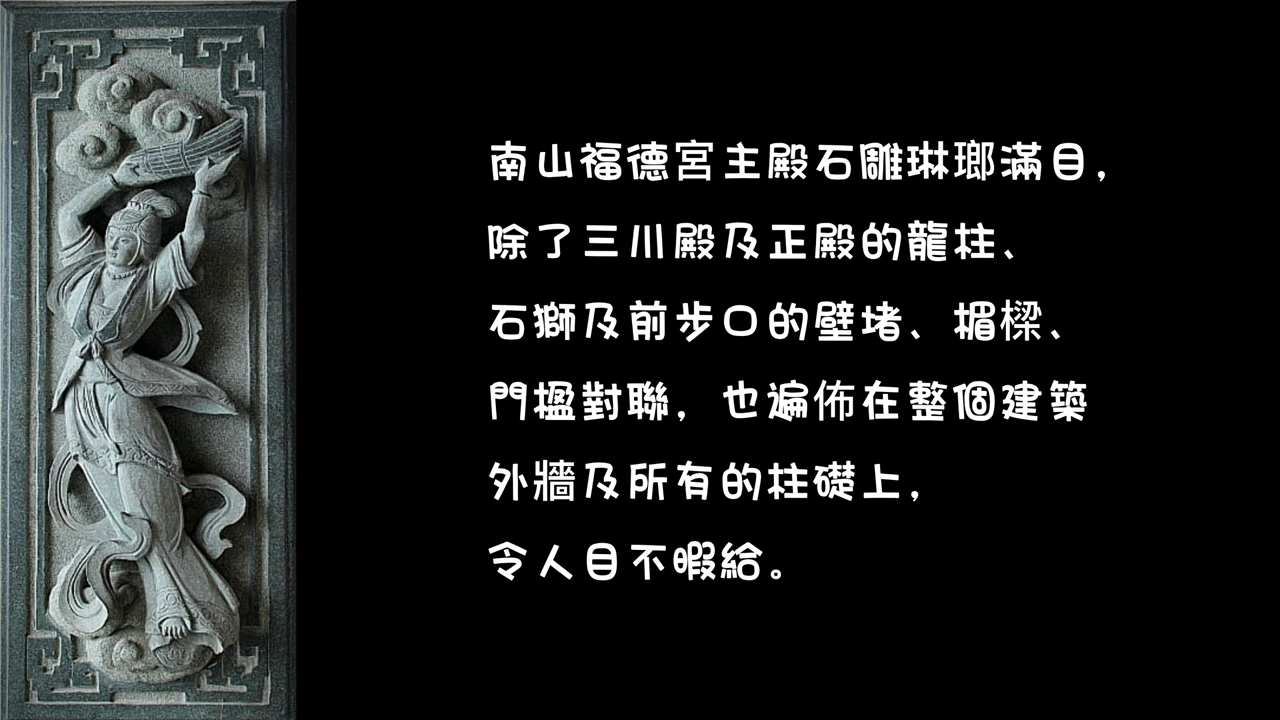 南山福德宮主殿石雕琳瑯滿目,
除了三川殿及正殿的龍柱、
石獅及前步口的壁堵、楣樑、
門楹對聯, 也遍佈在整個建築
外牆及所有的柱礎上,
令人目不暇給。